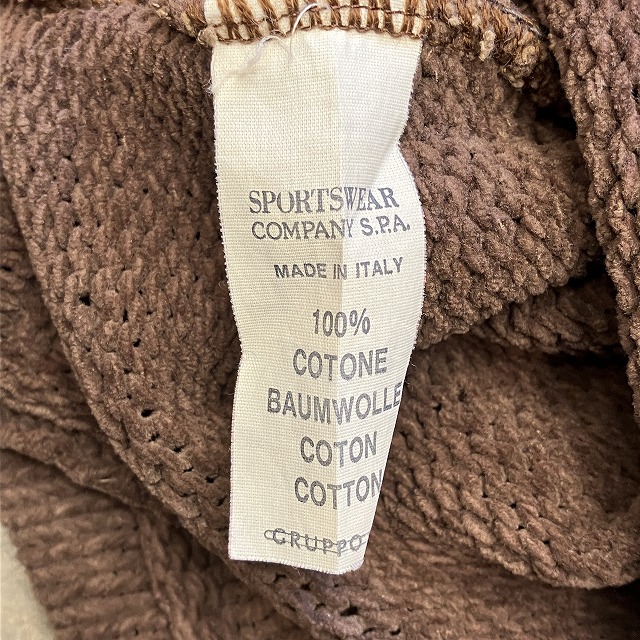 SPORTSWEAR
COMPANY S.P.A.
MADE IN ITALY
100%
COTONE
BAUMWOLLE
COTON
COTTON
GRUPPO